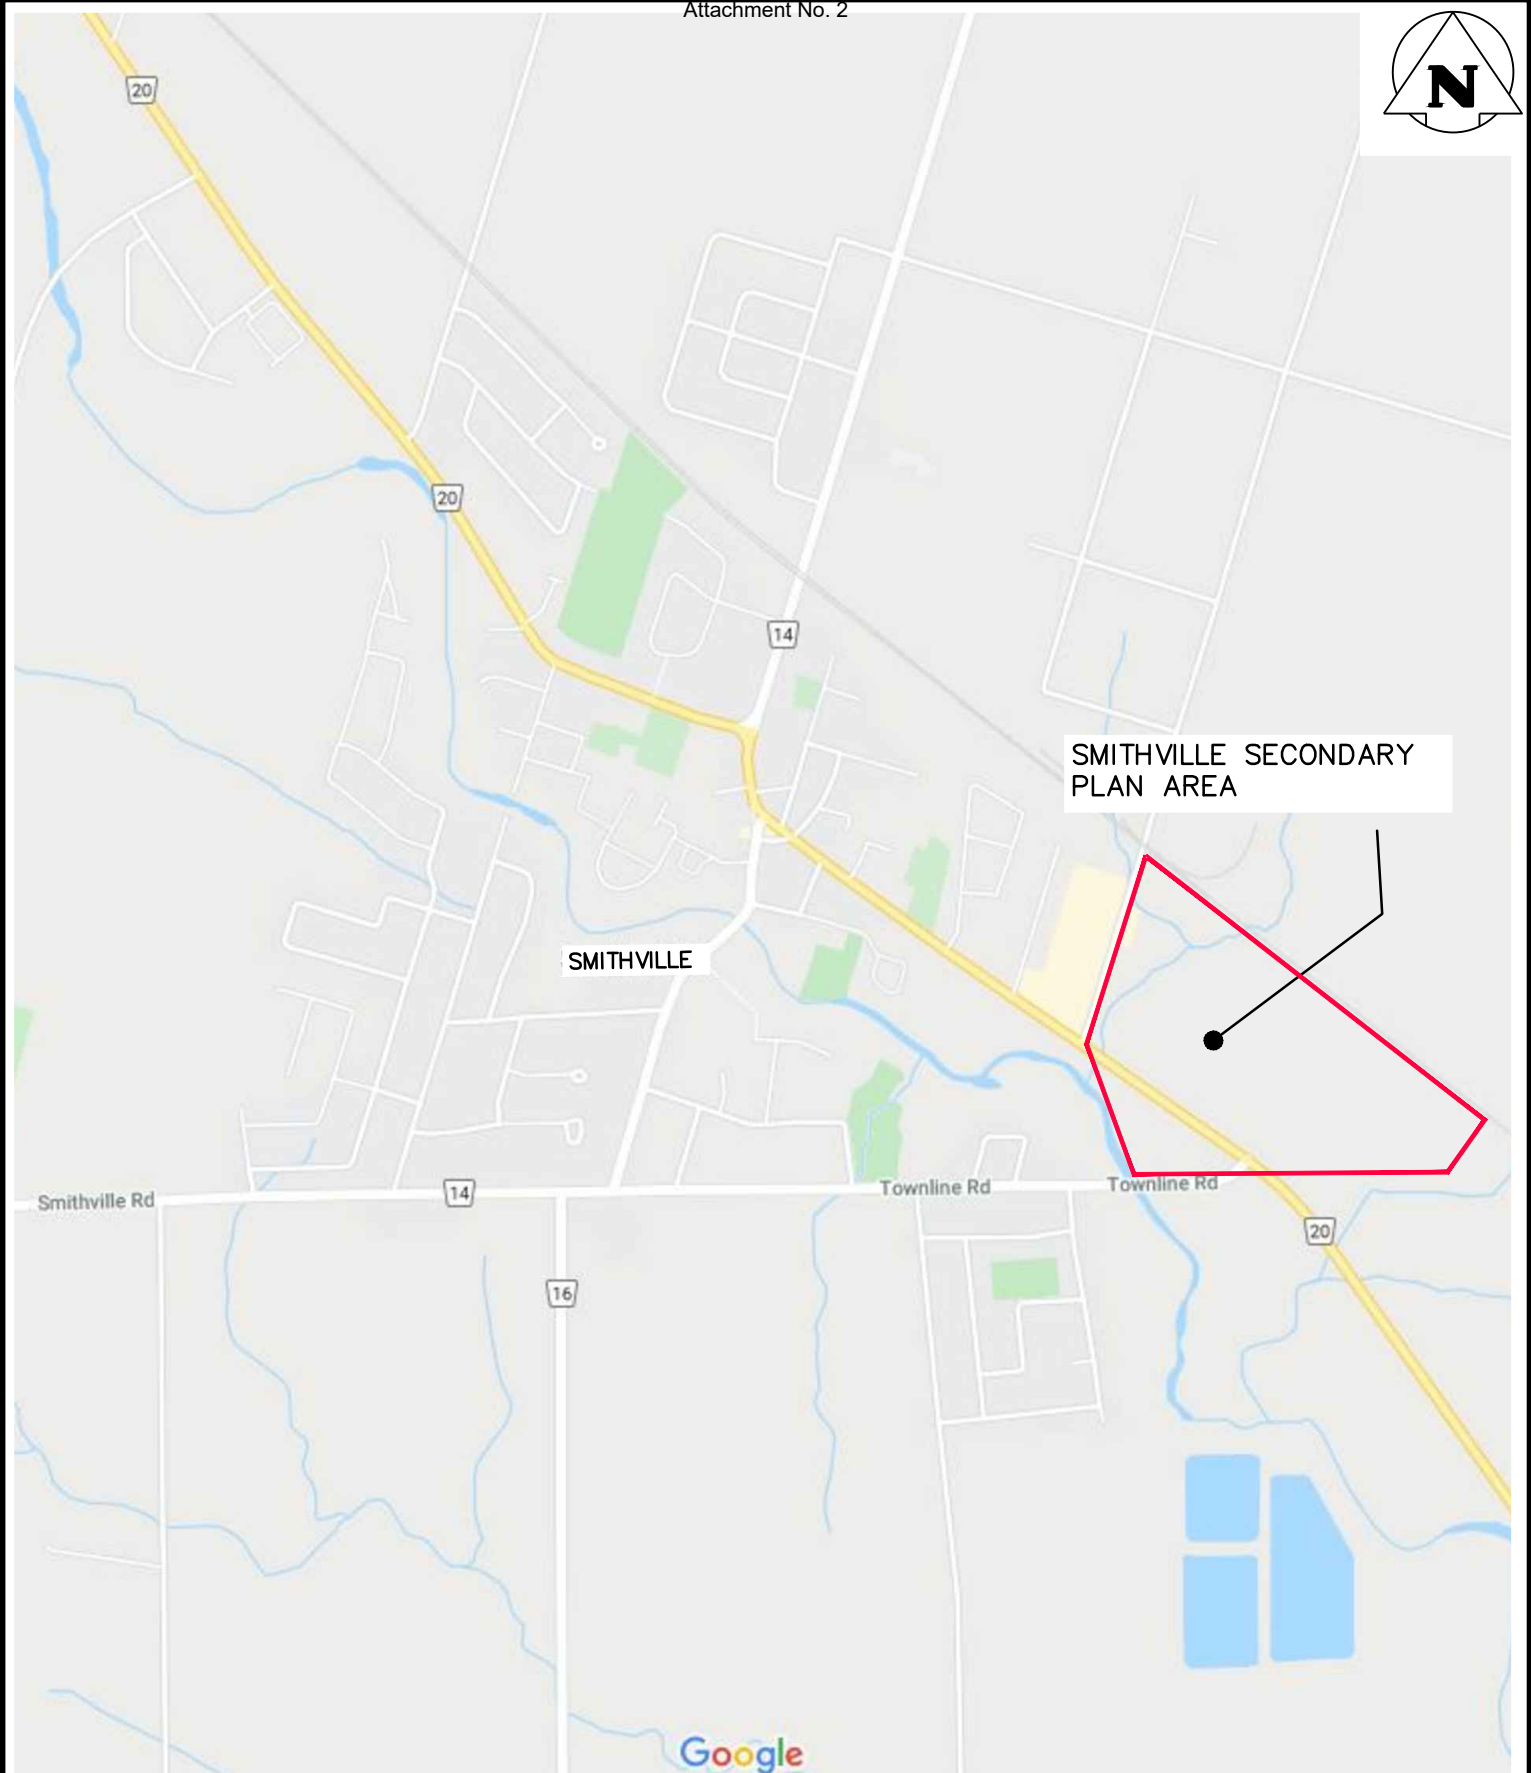 Attachment No. 2
N
20
20
14
SMITHVILLE SECONDARY
PLAN AREA
SMITHVILLE
Smithville Rd
14
Townline Rd
Townline Rd
20
16
Google